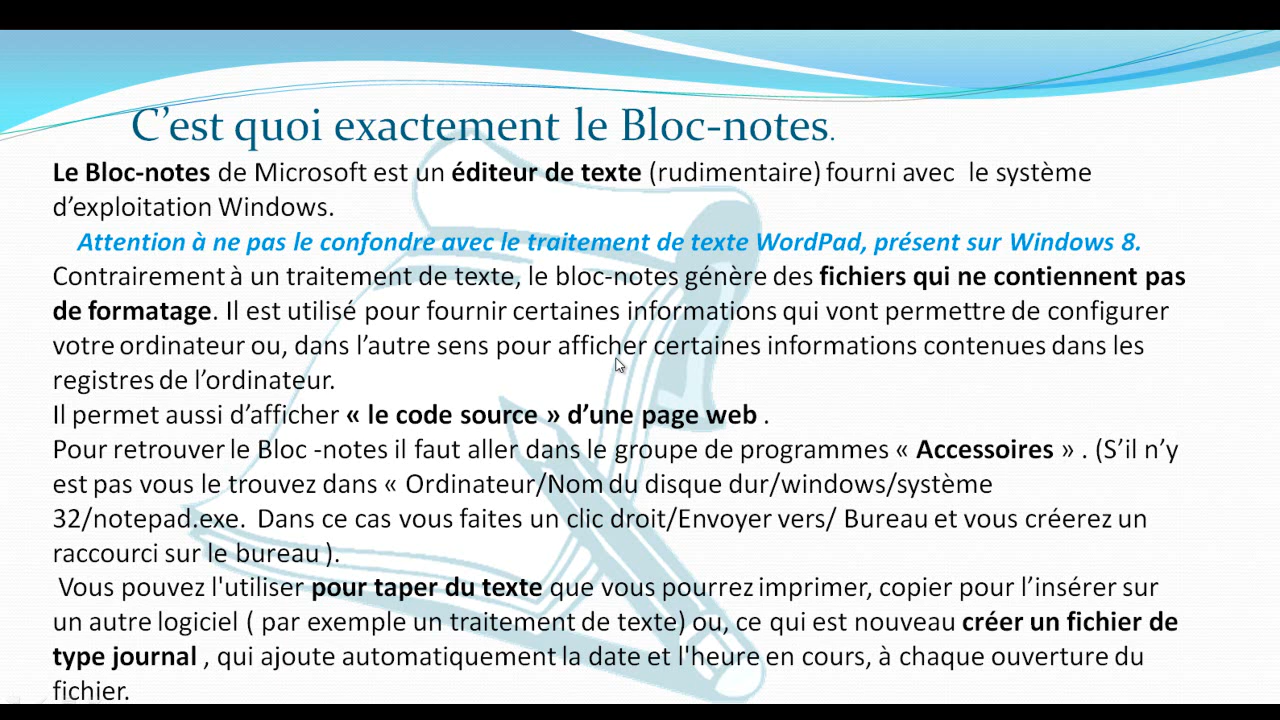 C’est quoi exactement le Bloc-notes.
Le Bloc-notes de Microsoft est un éditeur de texte (rudimentaire) fourni avec le système
d’exploitation Windows.
Attention à ne pas le confondre avec le traitement de texte WordPad, présent sur Windows 8.
Contrairement à un traitement de texte, le bloc-notes génère des fichiers qui ne contiennent pas
de formatage. Il est utilisé pour fournir certaines informations qui vont permettre de configurer
votre ordinateur ou, dans l’autre sens pour afficher certaines informations contenues dans les
registres de l’ordinateur.
Il permet aussi d’afficher « le code source » d’une page web .
Pour retrouver le Bloc -notes il faut aller dans le groupe de programmes « Accessoires » . (S’il n’y
est pas vous le trouvez dans « Ordinateur/Nom du disque dur/windows/système
32/notepad.exe. Dans ce cas vous faites un clic droit/Envoyer vers/ Bureau et vous créerez un
raccourci sur le bureau ).
Vous pouvez l'utiliser pour taper du texte que vous pourrez imprimer, copier pour l’insérer sur
un autre logiciel ( par exemple un traitement de texte) ou, ce qui est nouveau créer un fichier de
type journal , qui ajoute automatiquement la date et l'heure en cours, à chaque ouverture du
fichier.